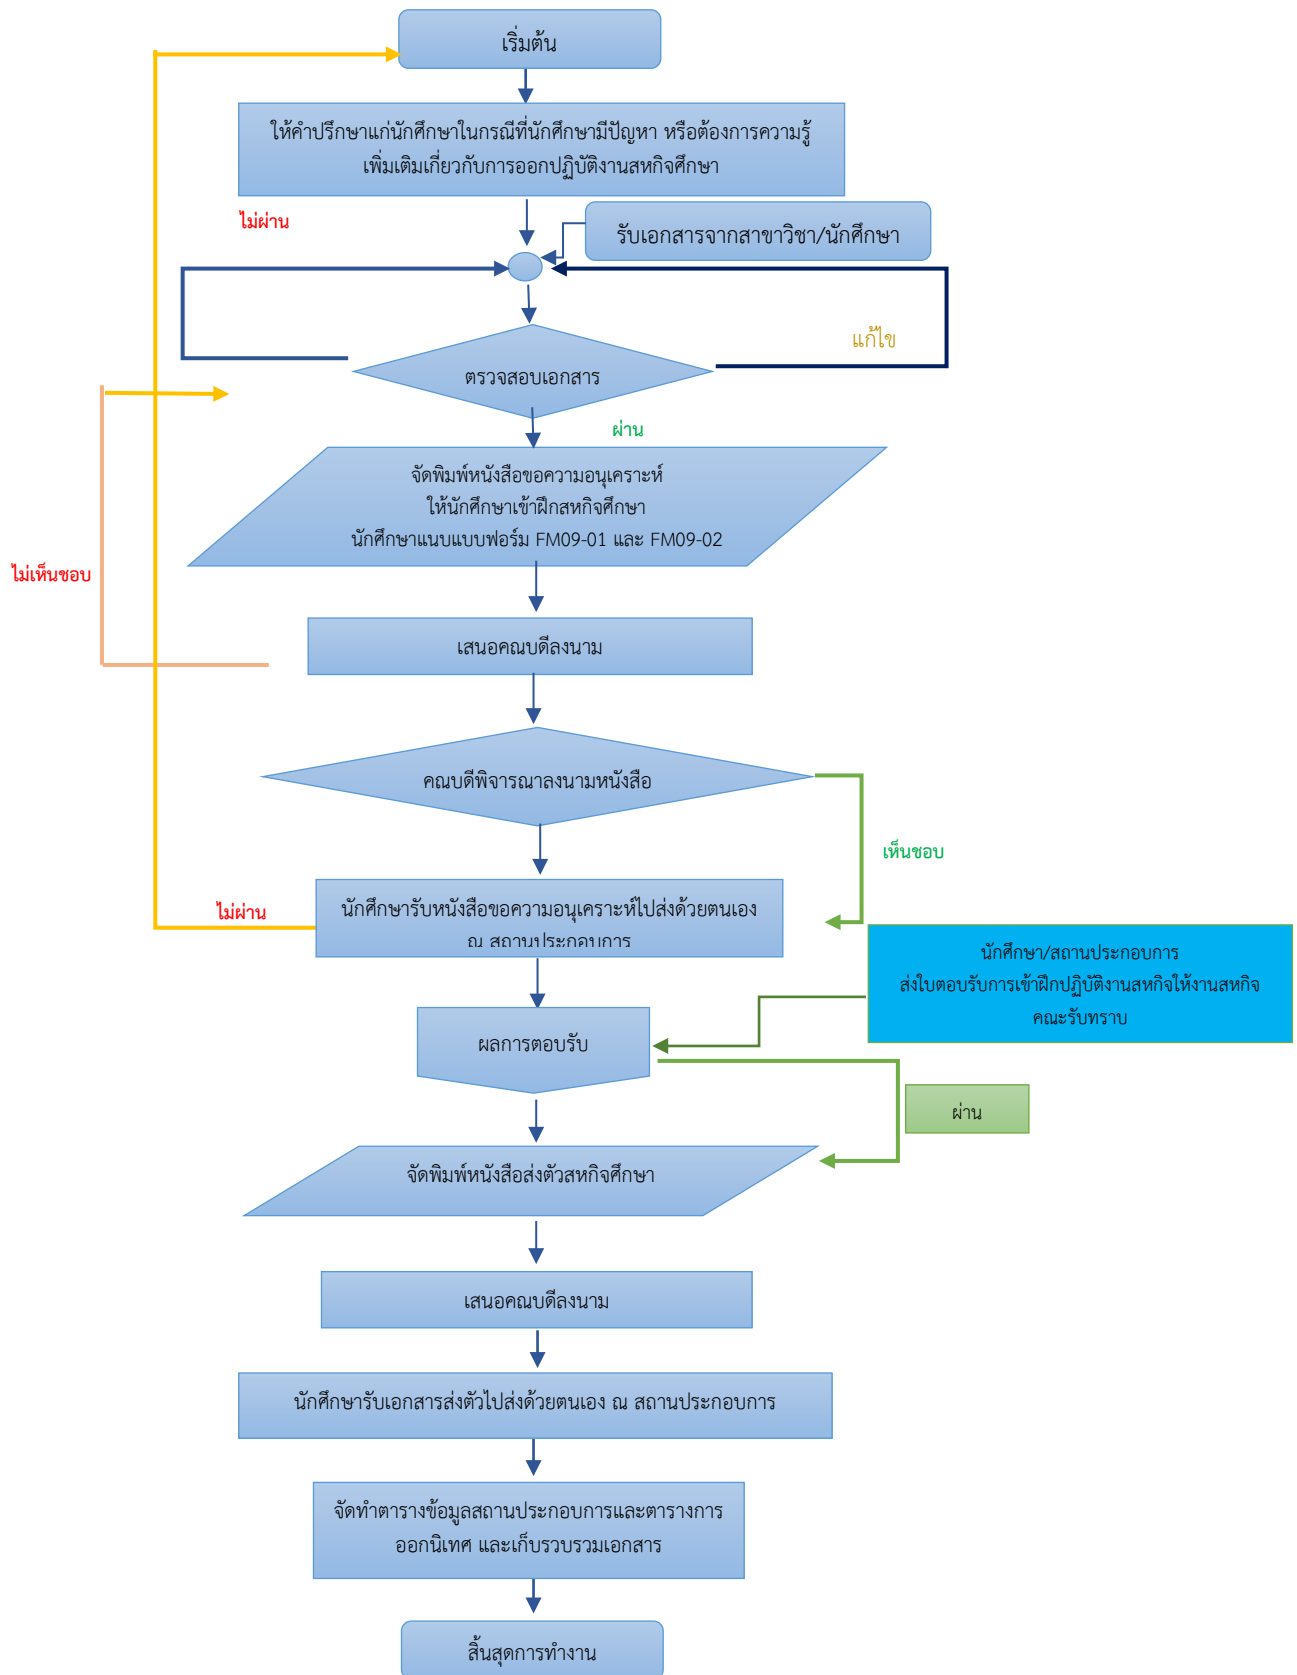 เริ่มต้น
ให้คำปรึกษาแก่นักศึกษาในกรณีที่นักศึกษามีปัญหา หรือต้องการความรู้
เพิ่มเติมเกี่ยวกับการออกปฏิบัติงานสหกิจศึกษา
ไม่ผ่าน
รับเอกสารจากสาขาวิชา/นักศึกษา
แก้ไข
ตรวจสอบเอกสาร
ผ่าน
จัดพิมพ์หนังสือขอความอนุเคราะห์
ให้นักศึกษาเข้าฝึกสหกิจศึกษา
นักศึกษาแนบแบบฟอร์ม FM09-01 และ FM09-02
ไม่เห็นชอบ
เสนอคณบดีลงนาม
คณบดีพิจารณาลงนามหนังสือ
เห็นชอบ
ไม่ผ่าน
นักศึกษารับหนังสือขอความอนุเคราะห์ไปส่งด้วยตนเอง
ณ สถานประกอบการ
นักศึกษา/สถานประกอบการ
ส่งใบตอบรับการเข้าฝึกปฏิบัติงานสหกิจให้งานสหกิจ
คณะรับทราบ
ผลการตอบรับ
ผ่าน
จัดพิมพ์หนังสือส่งตัวสหกิจศึกษา
เสนอคณบดีลงนาม
นักศึกษารับเอกสารส่งตัวไปส่งด้วยตนเอง ณ สถานประกอบการ
จัดทำตารางข้อมูลสถานประกอบการและตารางการ
ออกนิเทศ และเก็บรวบรวมเอกสาร
สิ้นสุดการทำงาน